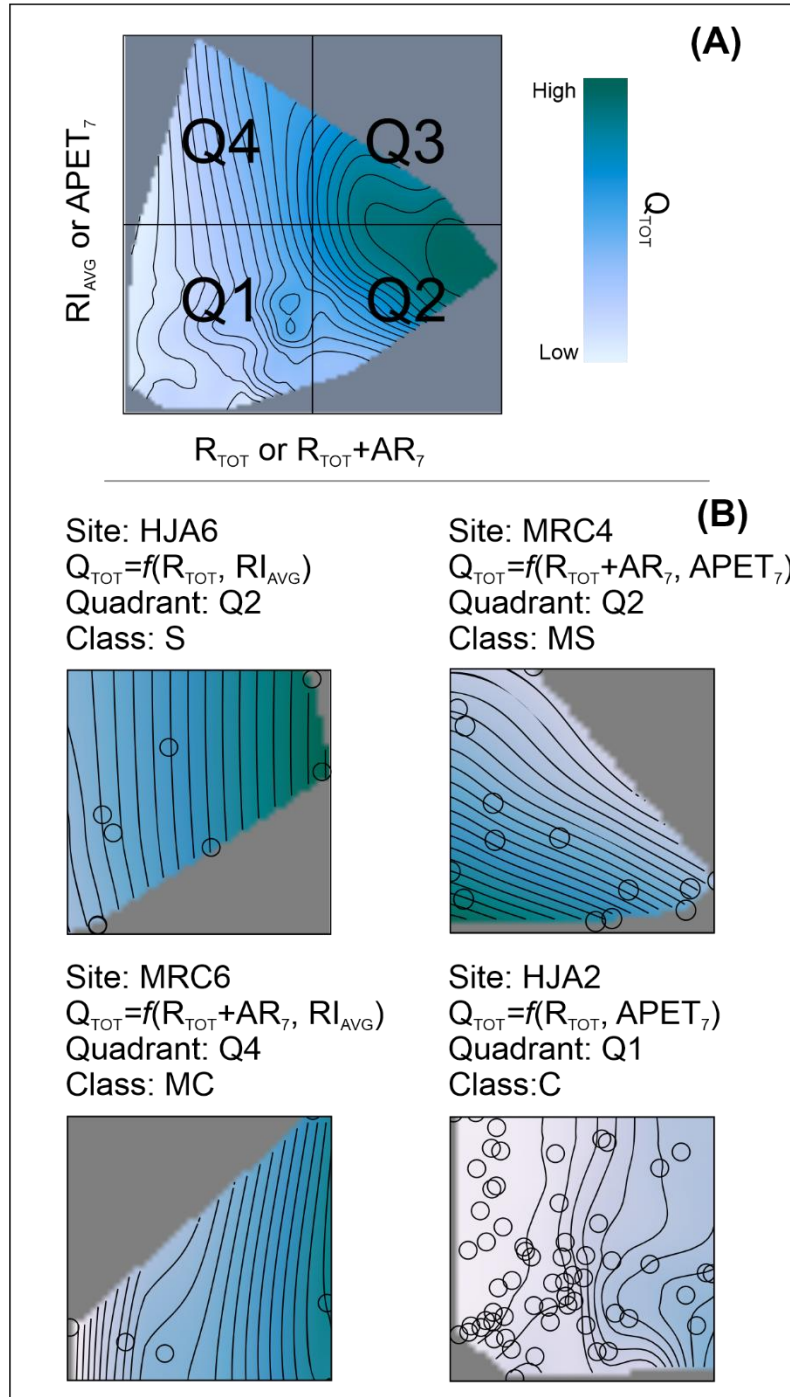 (A)
High
Q4
Q3
RI_AVG or APET_7
Q_TOT
Q1
Q2
Low
R_TOT or R_TOT+AR_7
(B)
Site: HJA6
Q_TOT=f(R_TOT, RI_AVG)
Quadrant: Q2
Class: S
Site: MRC4
Q_TOT=f(R_TOT+AR_7, APET_7)
Quadrant: Q2
Class: MS
Site: MRC6
Q_TOT=f(R_TOT+AR_7, RI_AVG)
Quadrant: Q4
Class: MC
Site: HJA2
Q_TOT=f(R_TOT, APET_7)
Quadrant: Q1
Class:C